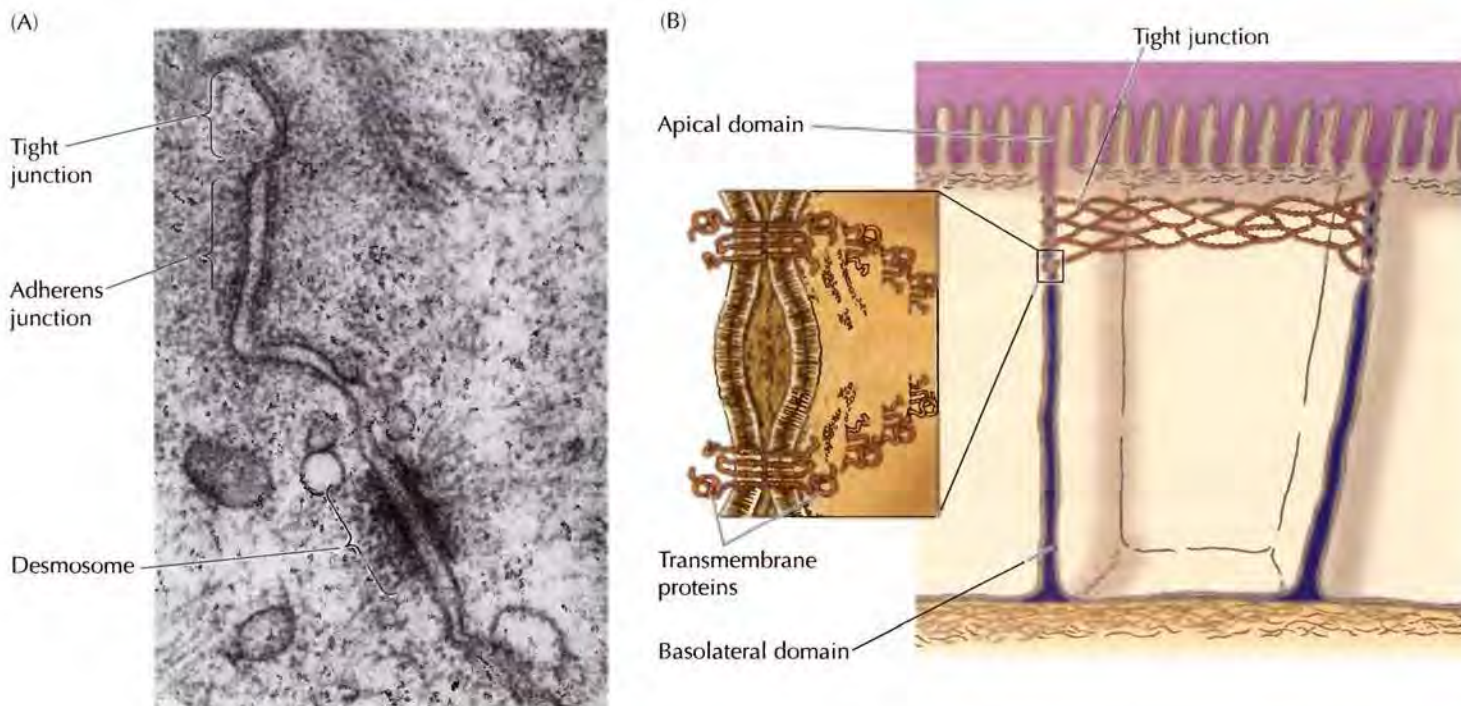 (A)
Tight
junction
Adherens
junction
Desmosome
(B)
Tight junction
Apical domain
Transmembrane
proteins
Basolateral domain